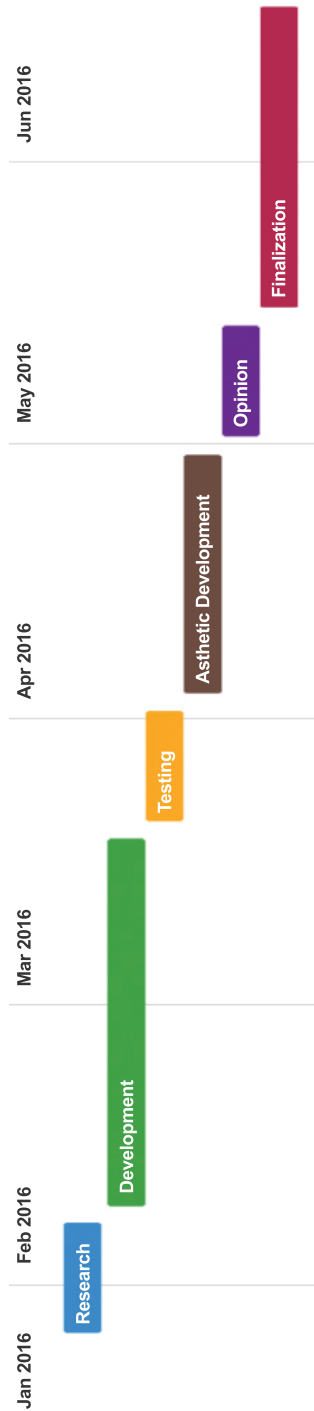 Jan 2016
Feb 2016
Mar 2016
Apr 2016
May 2016
Jun 2016
Research
Development
Testing
Asthetic Development
Opinion
Finalization